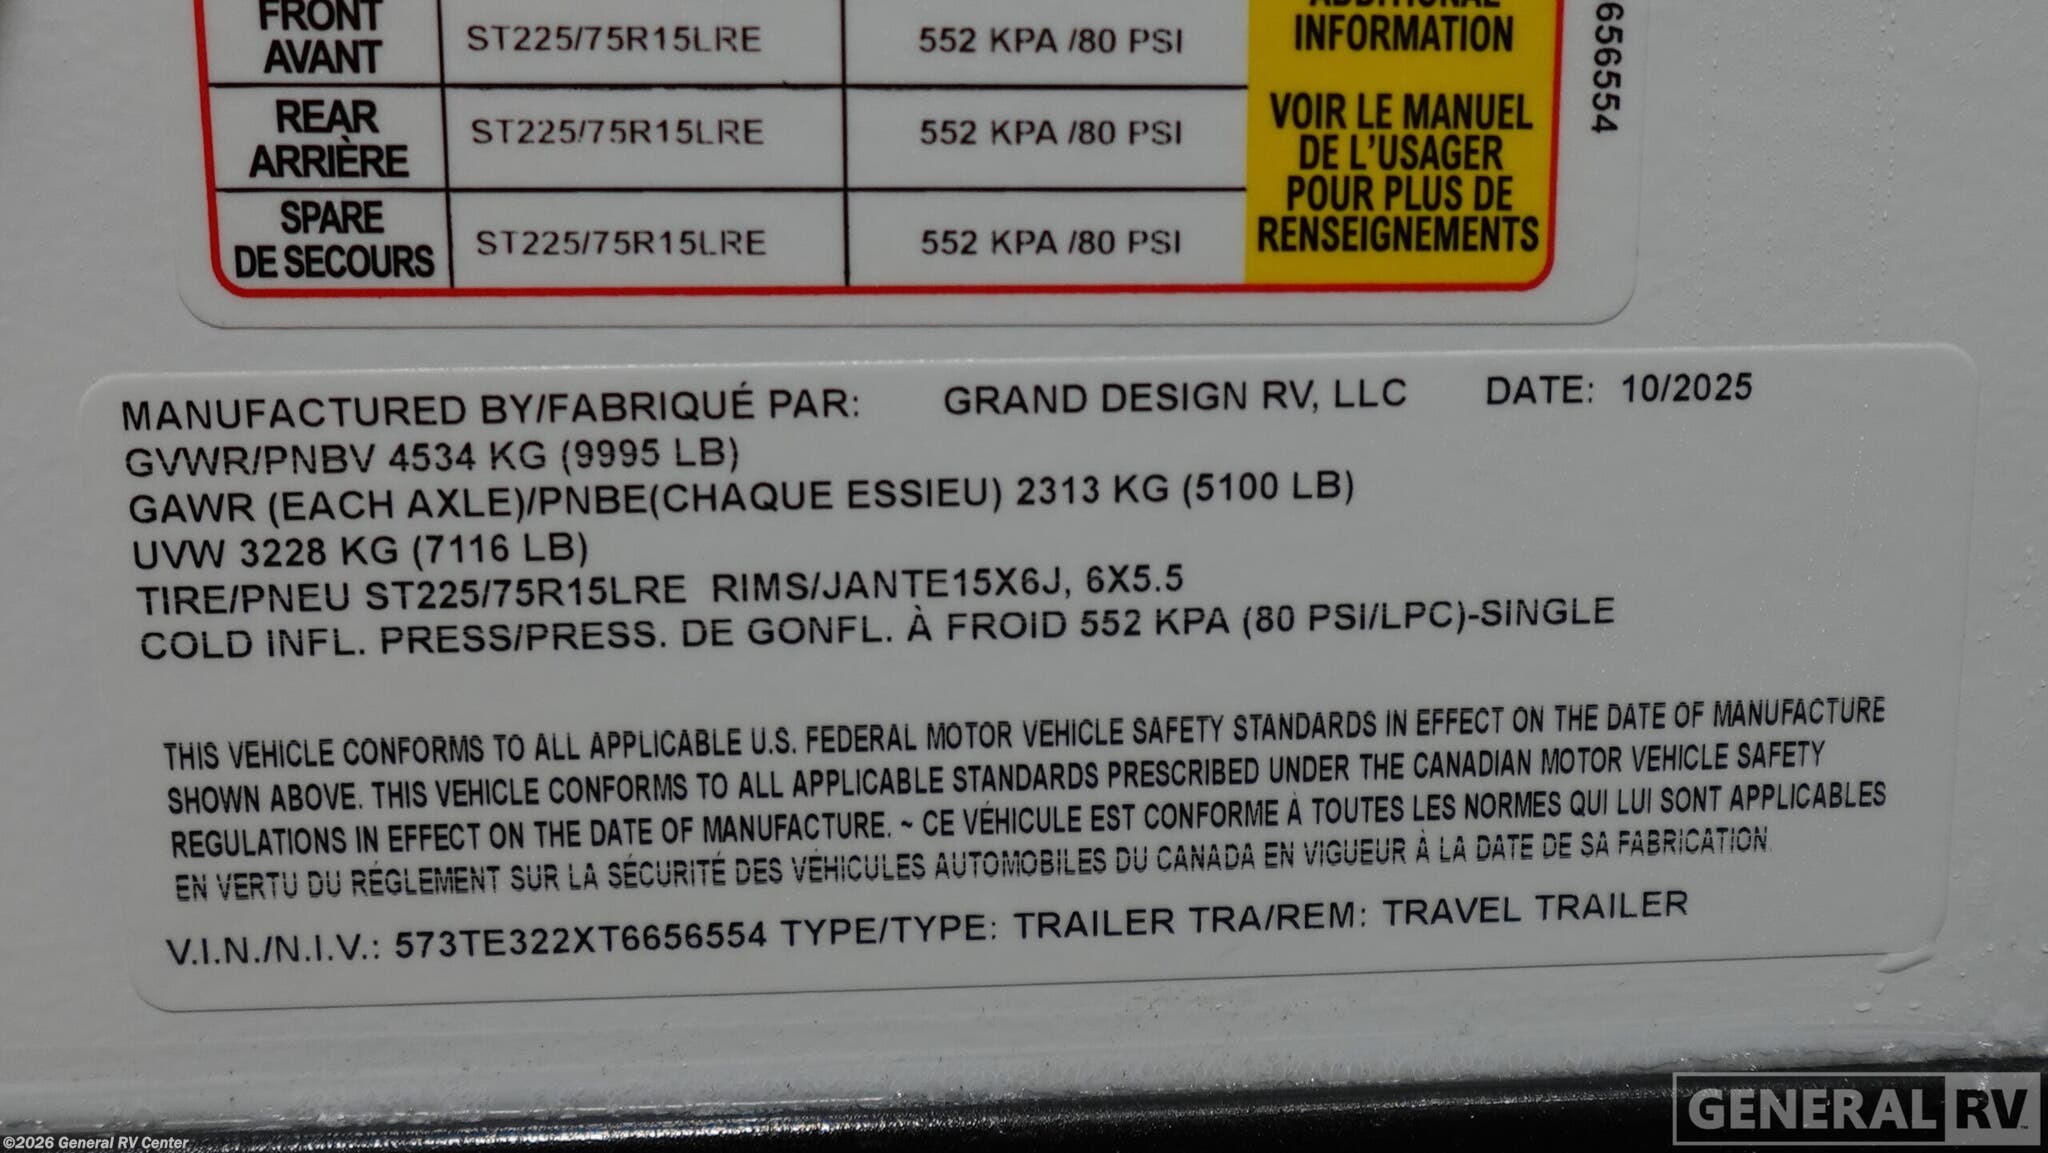 FRONT
AVANT
ST225/75R15LRE
552 KPA /80 PSI
REAR
ARRIÈRE
ST225/75R15LRE
552 KPA /80 PSI
SPARE
DE SECOURS
ST225/75R15LRE
552 KPA /80 PSI
ADDITIONAL
INFORMATION
VOIR LE MANUEL
DE L'USAGER
POUR PLUS DE
RENSEIGNEMENTS
656554
MANUFACTURED BY/FABRIQUÉ PAR: GRAND DESIGN RV, LLC DATE: 10/2025
GVWR/PNBV 4534 KG (9995 LB)
GAWR (EACH AXLE)/PNBE(CHAQUE ESSIEU) 2313 KG (5100 LB)
UVW 3228 KG (7116 LB)
TIRE/PNEU ST225/75R15LRE RIMS/JANTE15X6J, 6X5.5
COLD INFL. PRESS/PRESS. DE GONFL. À FROID 552 KPA (80 PSI/LPC)-SINGLE
THIS VEHICLE CONFORMS TO ALL APPLICABLE U.S. FEDERAL MOTOR VEHICLE SAFETY STANDARDS IN EFFECT ON THE DATE OF MANUFACTURE
SHOWN ABOVE. THIS VEHICLE CONFORMS TO ALL APPLICABLE STANDARDS PRESCRIBED UNDER THE CANADIAN MOTOR VEHICLE SAFETY
REGULATIONS IN EFFECT ON THE DATE OF MANUFACTURE. ~ CE VÉHICULE EST CONFORME À TOUTES LES NORMES QUI LUI SONT APPLICABLES
EN VERTU DU RÉGLEMENT SUR LA SÉCURITÉ DES VÉHICULES AUTOMOBILES DU CANADA EN VIGUEUR À LA DATE DE SA FABRICATION
V.I.N./N.I.V.: 573TE322XT6656554 TYPE/TYPE: TRAILER TRA/REM: TRAVEL TRAILER
©2026 General RV Center
GENERAL RV